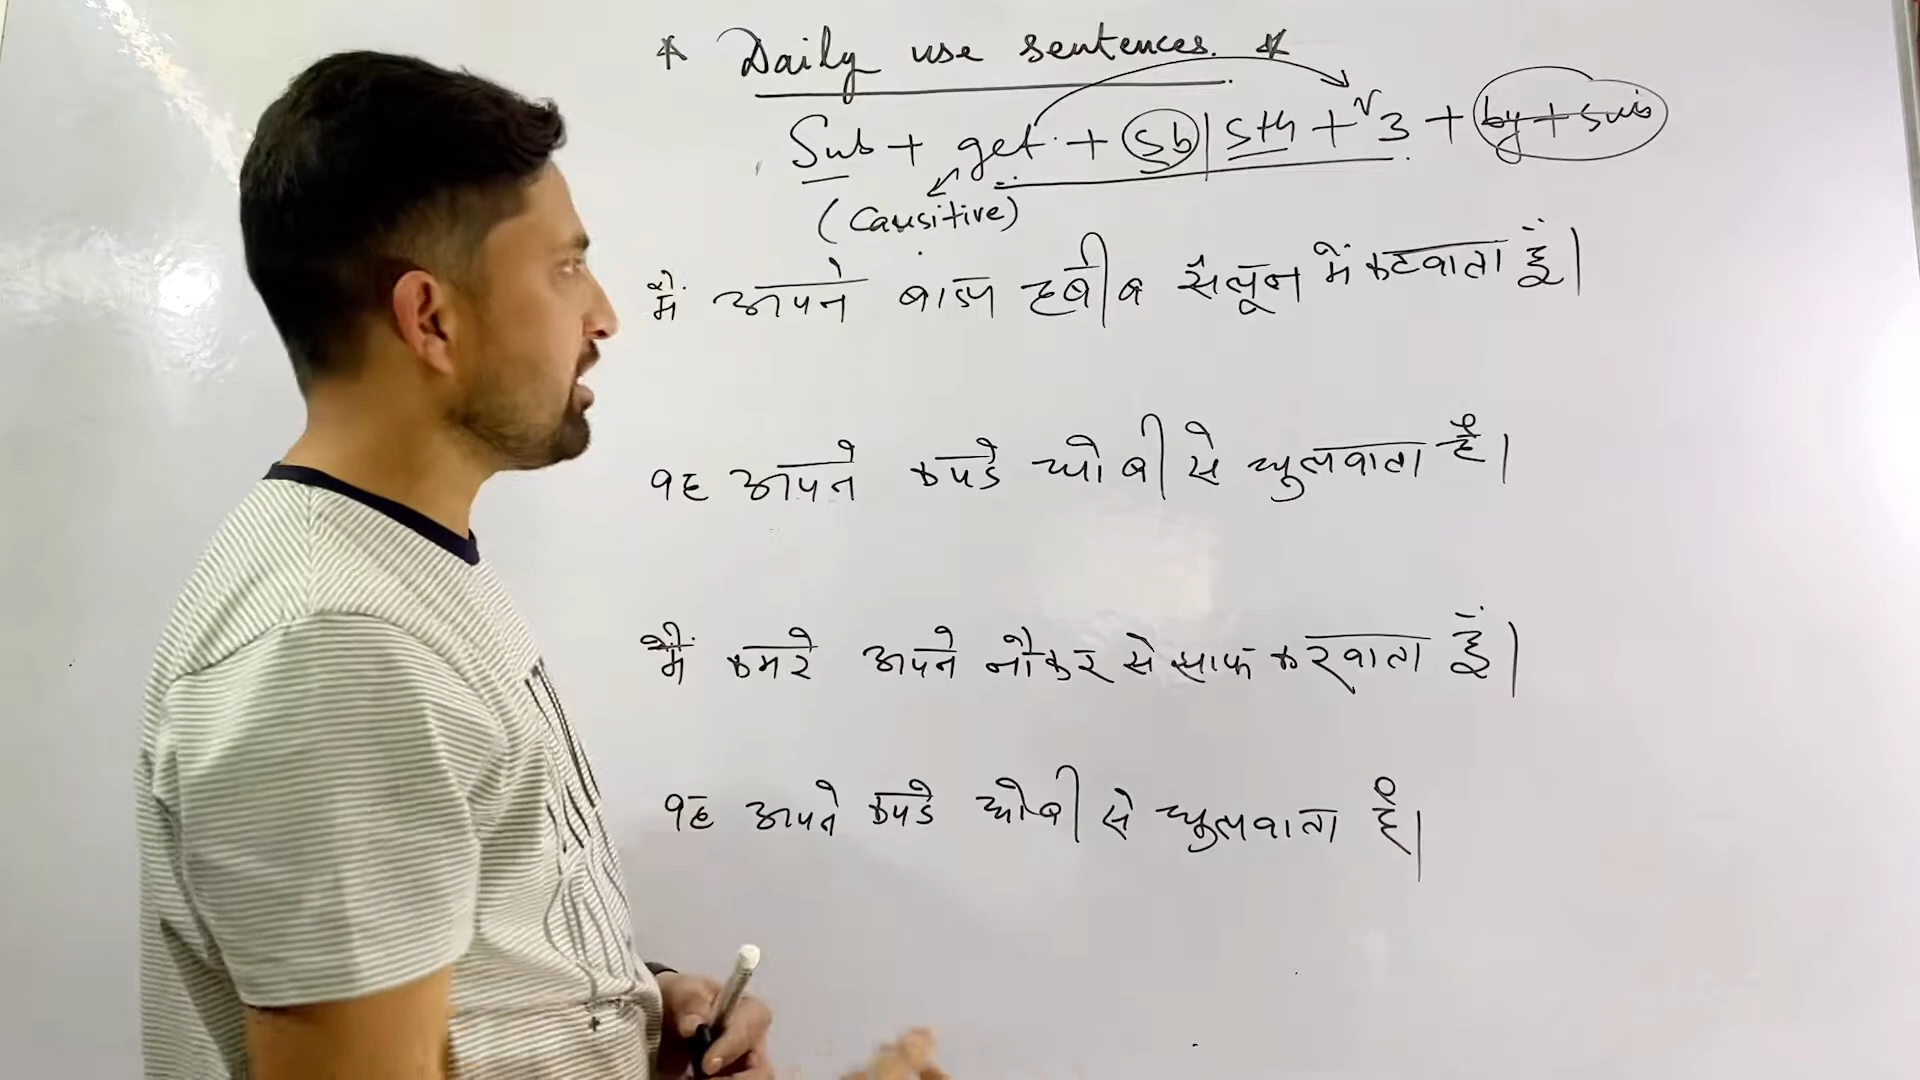 * Daily use sentences. *
Sub + get + Sb | Sth + v3 + by + sub
(Causitive)
मैं अपने बाल हबीब सैलून में कटवाता हूं।
वह अपने कपडे धोबी से धुलवाता है।
मैं कमरे अपने नौकर से साफ करवाता हूं।
वह अपने कपडे धोबी से धुलवाता है।